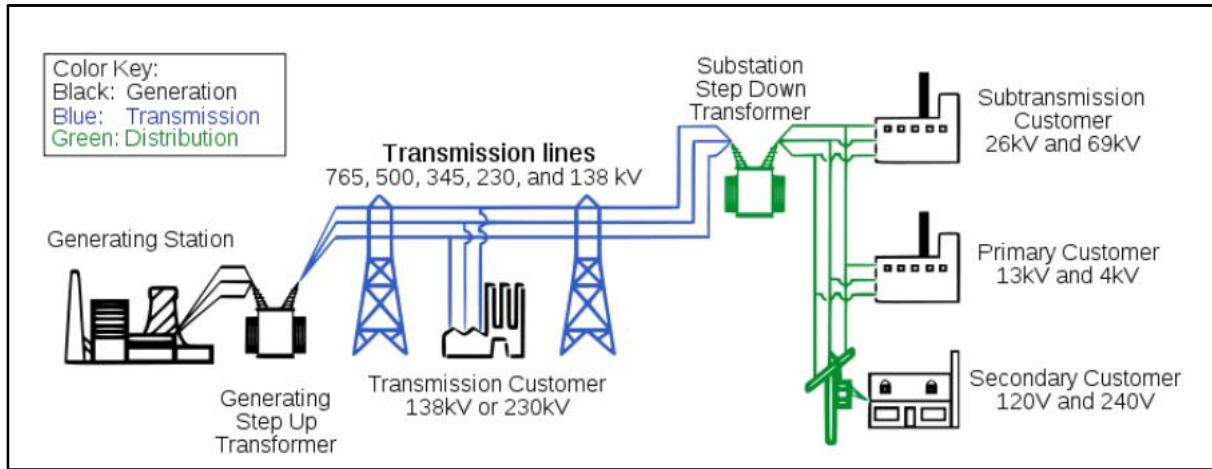 Color Key:
Black: Generation
Blue: Transmission
Green: Distribution
Substation
Step Down
Transformer
Subtransmission
Customer
26kV and 69kV
Transmission lines
765, 500, 345, 230, and 138 kV
Generating Station
Primary Customer
13kV and 4kV
Transmission Customer
138kV or 230kV
Generating
Step Up
Transformer
Secondary Customer
120V and 240V